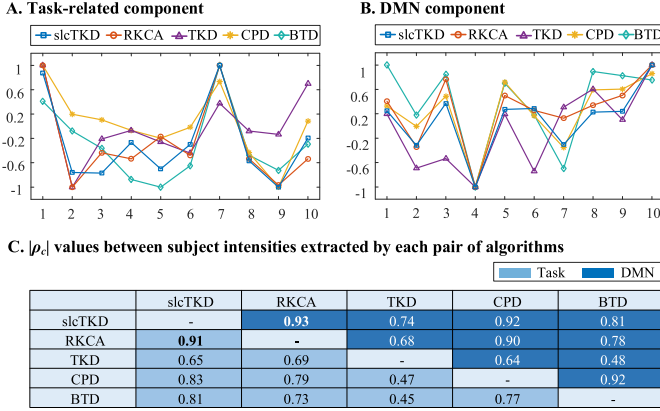 A. Task-related component
slcTKD RKCA TKD CPD BTD
1
0.6
0.2
-0.2
-0.6
-1
1 2 3 4 5 6 7 8 9 10
B. DMN component
slcTKD RKCA TKD CPD BTD
1
0.6
0.2
-0.2
-0.6
-1
1 2 3 4 5 6 7 8 9 10
C. |ρc| values between subject intensities extracted by each pair of algorithms
Task DMN
slcTKD RKCA TKD CPD BTD
slcTKD - 0.93 0.74 0.92 0.81
RKCA 0.91 - 0.68 0.90 0.78
TKD 0.65 0.69 - 0.64 0.48
CPD 0.83 0.79 0.47 - 0.92
BTD 0.81 0.73 0.45 0.77 -